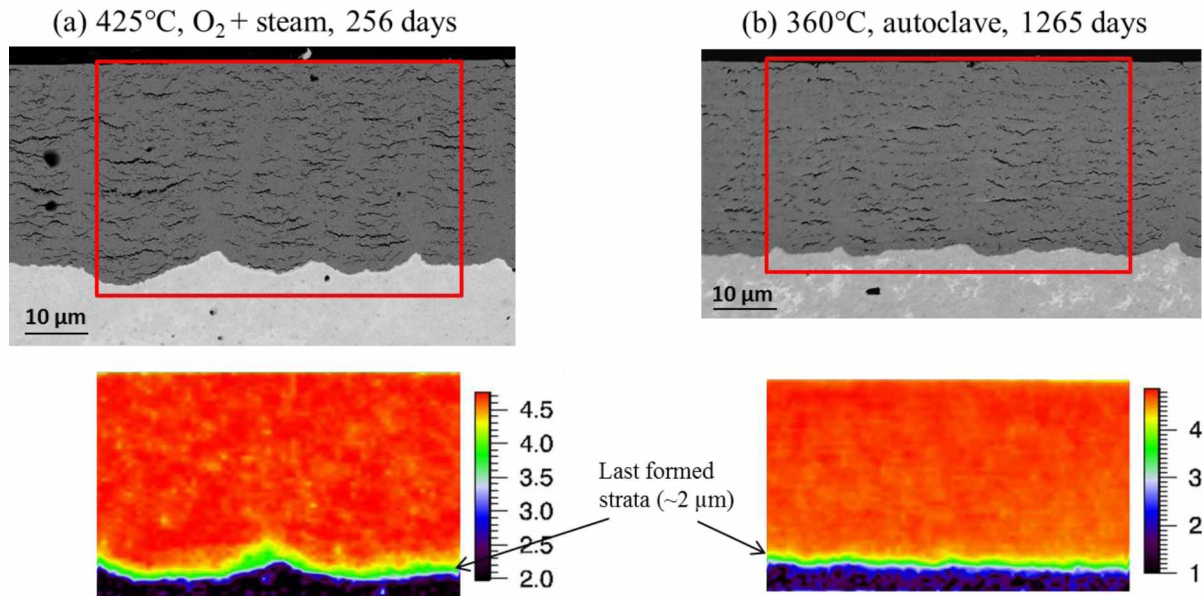 (a) 425°C, O₂ + steam, 256 days
(b) 360°C, autoclave, 1265 days
10 µm
10 µm
4.5
4.0
3.5
3.0
2.5
2.0
Last formed
strata (~2 µm)
4
3
2
1